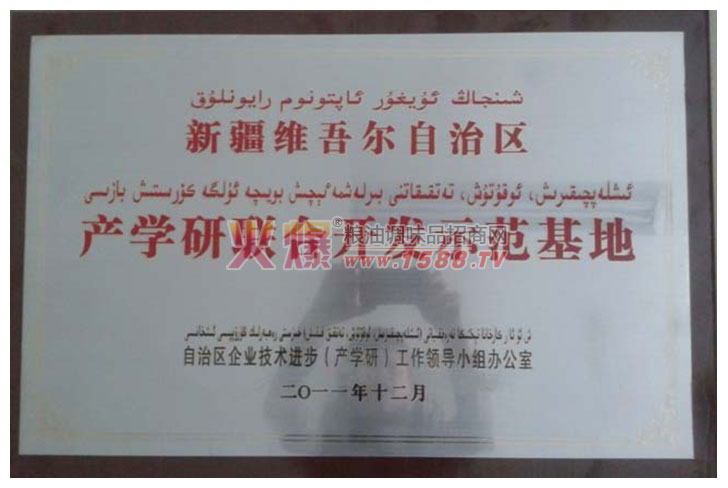 شىنجاڭ ئۇيغۇر ئاپتونوم رايونلۇق
新疆维吾尔自治区
ئىشلەپچىقىرىش، ئوقۇتۇش، تەتقىقاتنى بىرلەشمە ئېچىش بويىچە ئۈلگە كۆرسىتىش بازىسى
产学研联合开发示范基地
火爆® 粮油调味品招商网
www.1588.TV
自治区企业技术进步(产学研)工作领导小组办公室
二〇一一年十二月